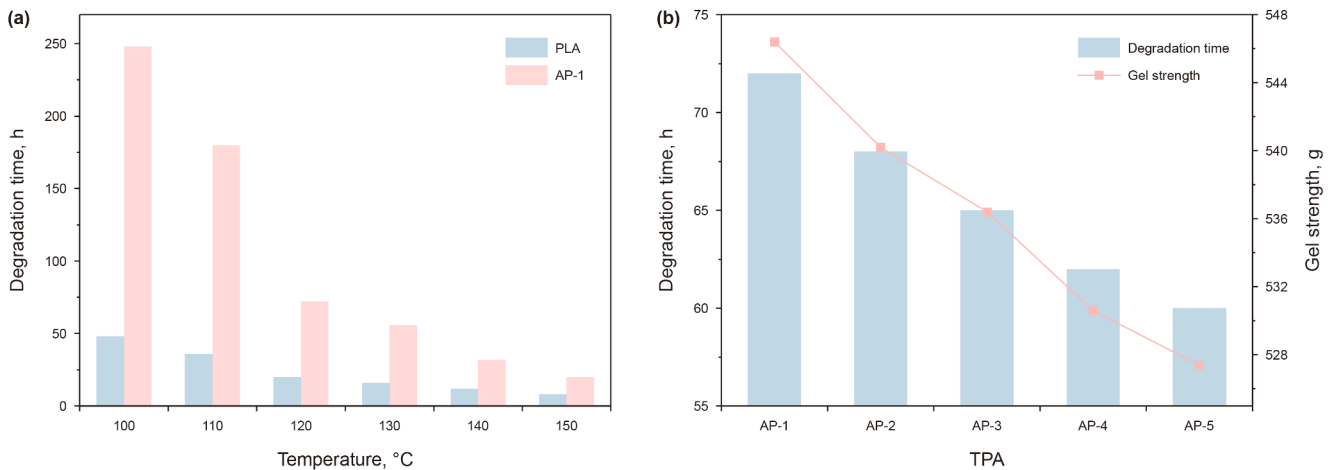 (a)
250
200
150
100
50
0
Degradation time, h
PLA
AP-1
100 110 120 130 140 150
Temperature, °C
(b)
75
70
65
60
55
Degradation time, h
Degradation time
Gel strength
548
544
540
536
532
528
Gel strength, g
AP-1 AP-2 AP-3 AP-4 AP-5
TPA